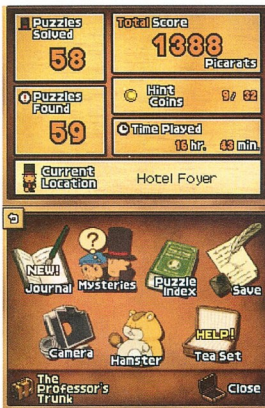 Puzzles Solved
58
Total Score
1388
Picarats
Puzzles Found
59
Hint Coins
9/ 32
Time Played
16 hr. 43 min.
Current Location
Hotel Foyer
NEW!
Journal
?
Mysteries
Puzzle Index
Save
Camera
Hamster
HELP!
Tea Set
The Professor's Trunk
Close